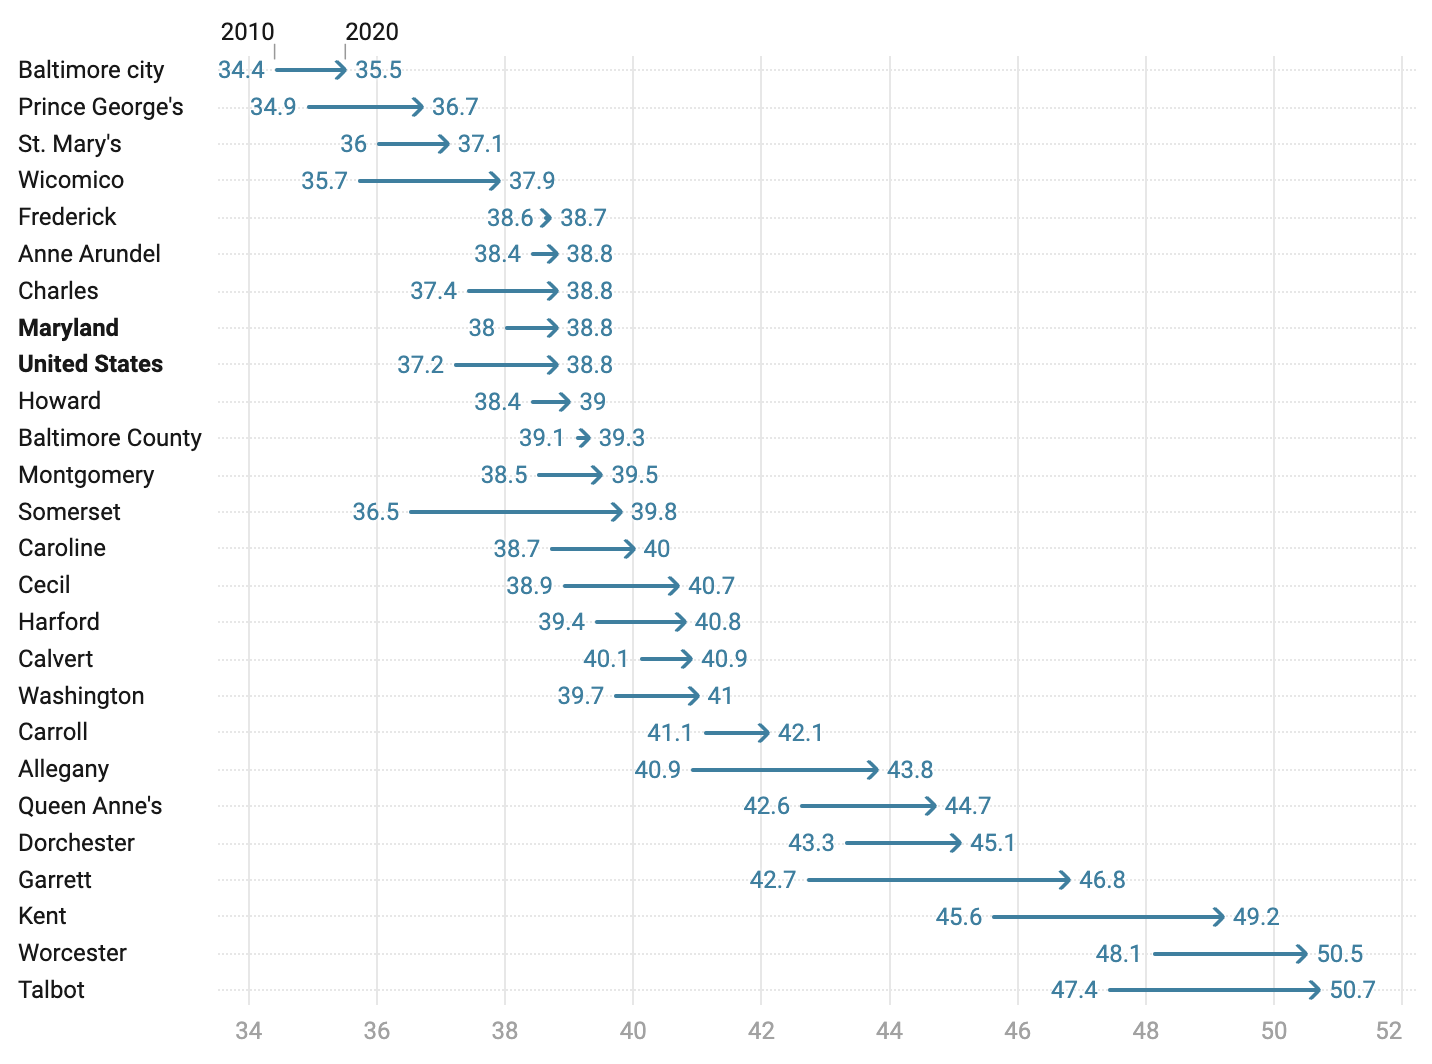 2010 2020
Baltimore city 34.4 35.5
Prince George's 34.9 36.7
St. Mary's 36 37.1
Wicomico 35.7 37.9
Frederick 38.6 38.7
Anne Arundel 38.4 38.8
Charles 37.4 38.8
Maryland 38 38.8
United States 37.2 38.8
Howard 38.4 39
Baltimore County 39.1 39.3
Montgomery 38.5 39.5
Somerset 36.5 39.8
Caroline 38.7 40
Cecil 38.9 40.7
Harford 39.4 40.8
Calvert 40.1 40.9
Washington 39.7 41
Carroll 41.1 42.1
Allegany 40.9 43.8
Queen Anne's 42.6 44.7
Dorchester 43.3 45.1
Garrett 42.7 46.8
Kent 45.6 49.2
Worcester 48.1 50.5
Talbot 47.4 50.7
34 36 38 40 42 44 46 48 50 52